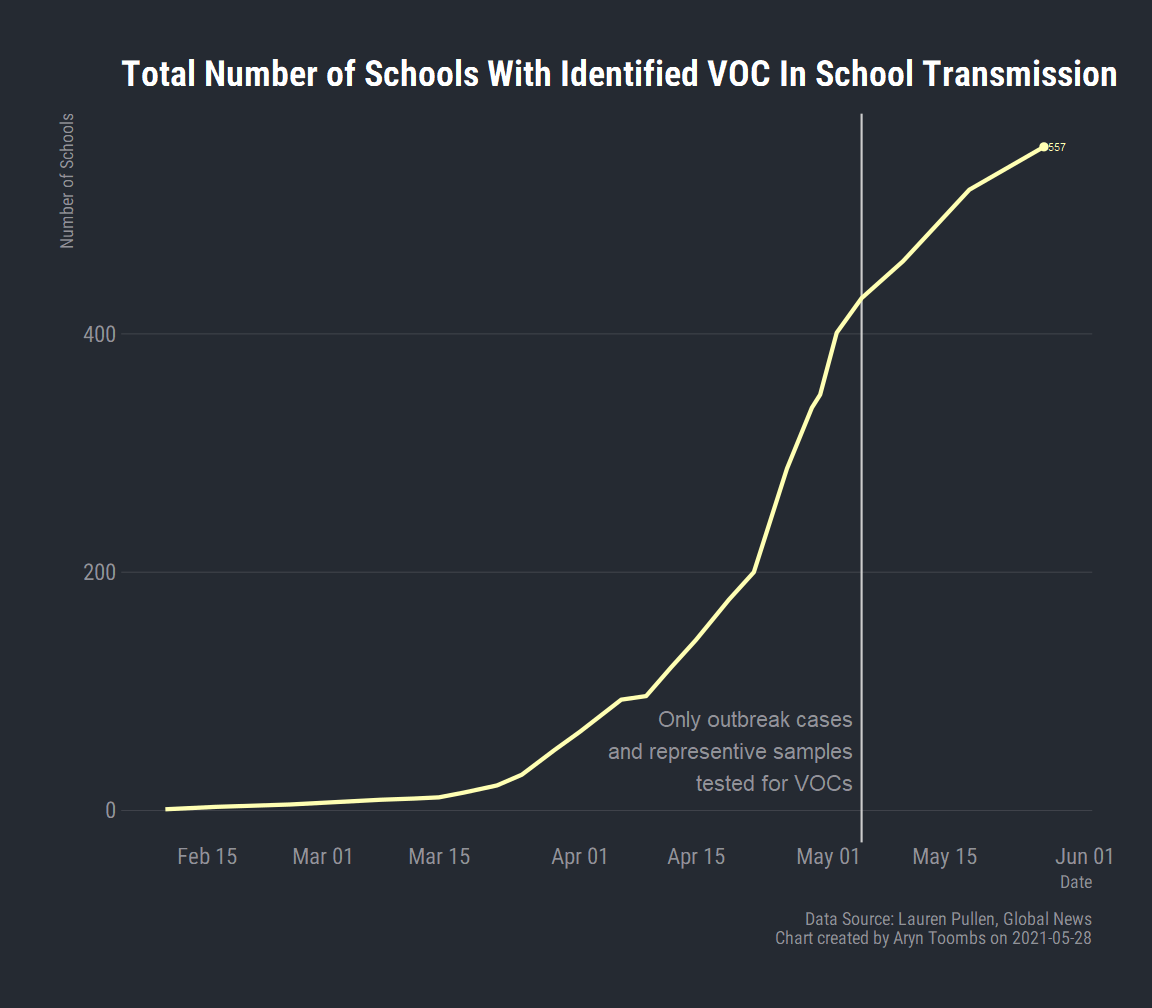 Total Number of Schools With Identified VOC In School Transmission
Number of Schools
557
400
200
0
Only outbreak cases
and representive samples
tested for VOCs
Feb 15
Mar 01
Mar 15
Apr 01
Apr 15
May 01
May 15
Jun 01
Date
Data Source: Lauren Pullen, Global News
Chart created by Aryn Toombs on 2021-05-28